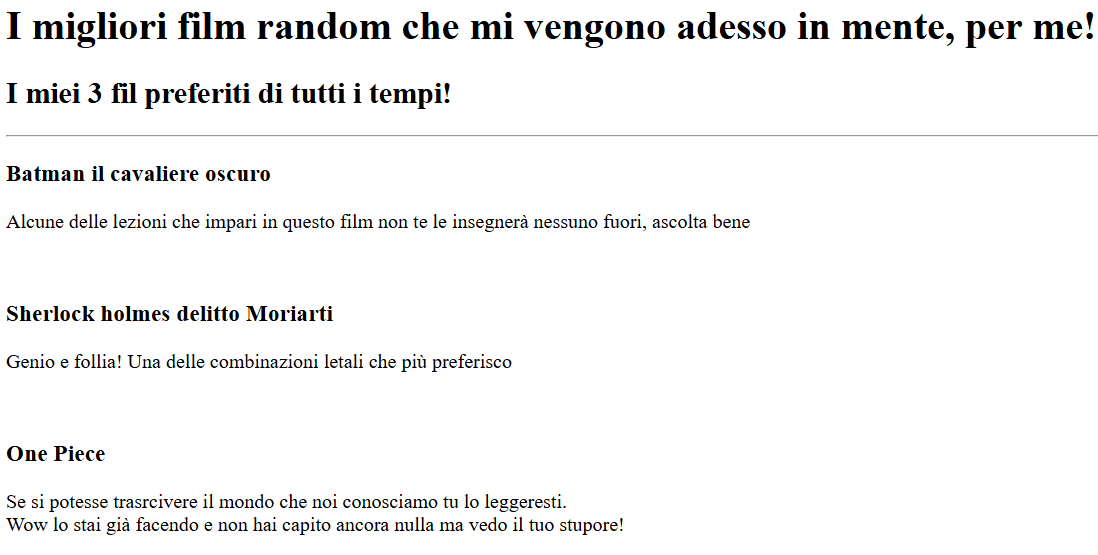 I migliori film random che mi vengono adesso in mente, per me!
I miei 3 fil preferiti di tutti i tempi!
Batman il cavaliere oscuro
Alcune delle lezioni che impari in questo film non te le insegnerà nessuno fuori, ascolta bene
Sherlock holmes delitto Moriarti
Genio e follia! Una delle combinazioni letali che più preferisco
One Piece
Se si potesse trasrcivere il mondo che noi conosciamo tu lo leggeresti.
Wow lo stai già facendo e non hai capito ancora nulla ma vedo il tuo stupore!